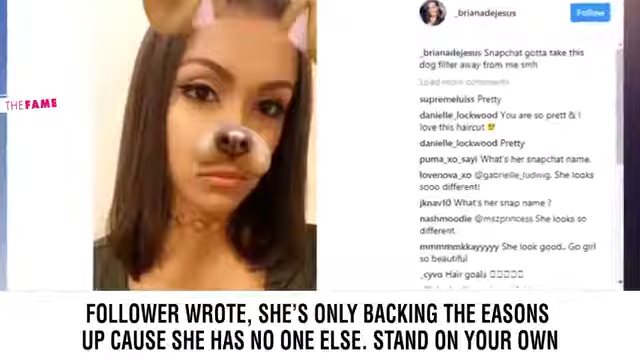 _brianadejesus
Follow
_brianadejesus Snapchat gotta take this
dog filter away from me smh
Load more comments
supremeluiss Pretty
danielle_lockwood You are so prett & I
love this haircut 😍
danielle_lockwood Pretty
puma_xo_sayi What's her snapchat name.
lovenova_xo @gabrielle_ludwig. She looks
sooo different!
jknav10 What's her snap name ?
nashmoodie @mszprincess She looks so
different.
mmmmmkkayyyyy She look good.. Go girl
so beautiful
_cyvo Hair goals
THEFAME
FOLLOWER WROTE, SHE'S ONLY BACKING THE EASONS
UP CAUSE SHE HAS NO ONE ELSE. STAND ON YOUR OWN